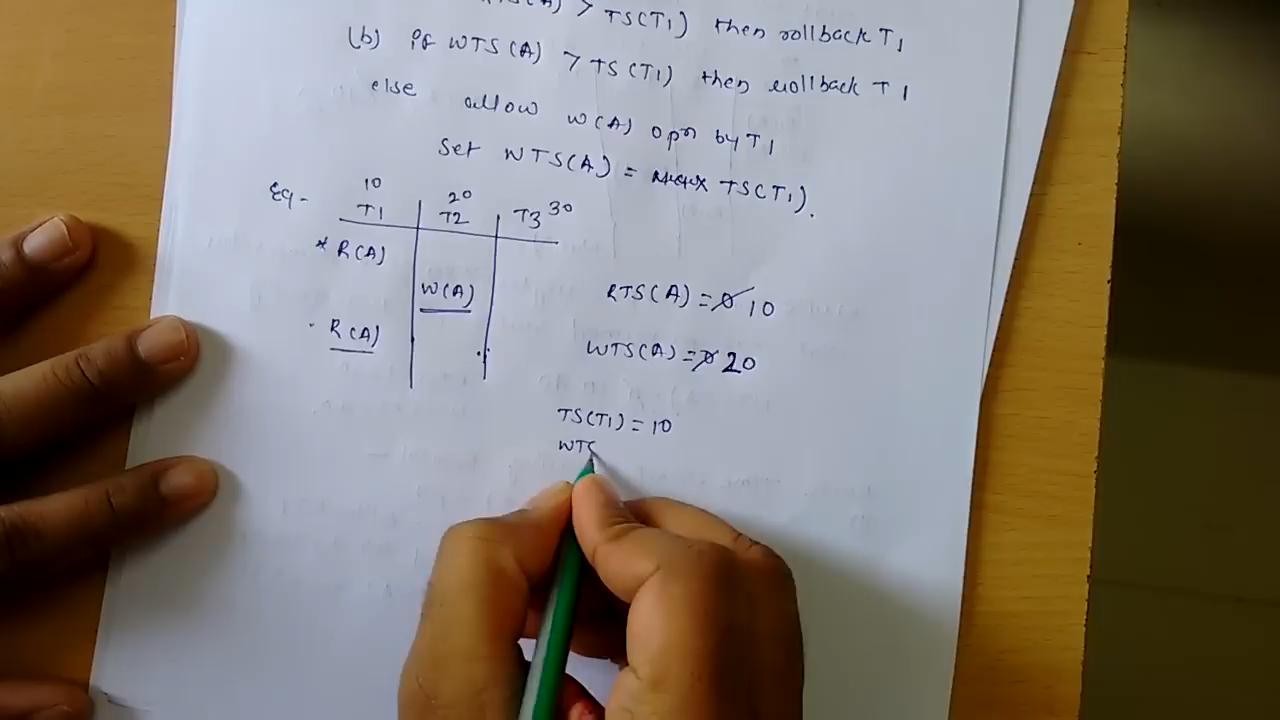 > TS(T1) then rollback T1
(b) if WTS(A) > TS(T1) then rollback T1
else allow W(A) opn by T1
Set WTS(A) = TS(T1).
Eg- 10 20 30
T1 T2 T3
* R(A)
W(A)
R(A)
RTS(A) = 0 10
WTS(A) = 0 20
TS(T1) = 10
WTS